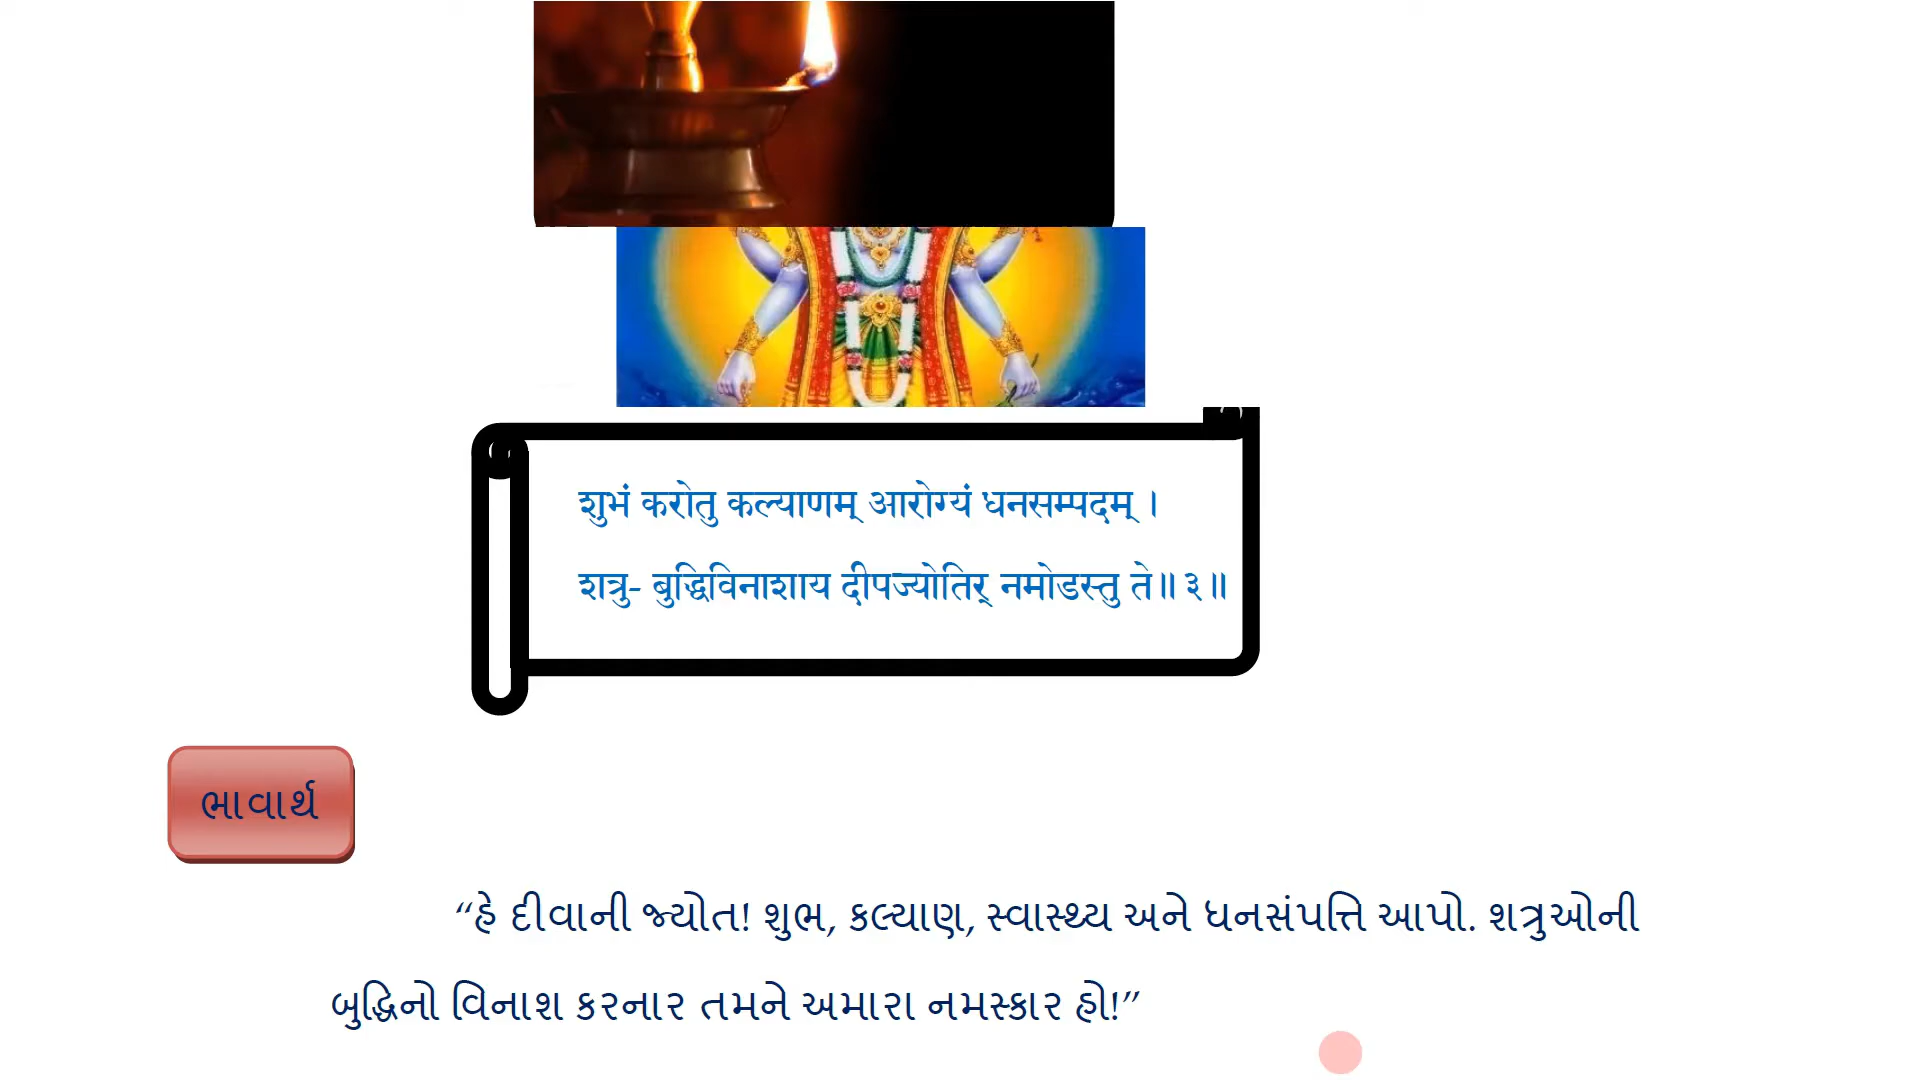 शुभं करोतु कल्याणम् आरोग्यं धनसम्पदम् ।
शत्रु- बुद्धिविनाशाय दीपज्योतिर् नमोडस्तु ते॥ ३॥
ભાવાર્થ
“હે દીવાની જ્યોત! શુભ, કલ્યાણ, સ્વાસ્થ્ય અને ધનસંપત્તિ આપો. શત્રુઓની
બુદ્ધિનો વિનાશ કરનાર તમને અમારા નમસ્કાર હો!”